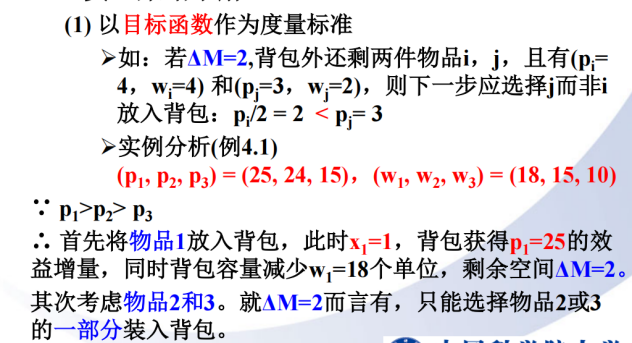 (1) 以目标函数作为度量标准
➢如：若ΔM=2,背包外还剩两件物品i，j，且有(pᵢ=
4，wᵢ=4) 和(pⱼ=3，wⱼ=2)，则下一步应选择j而非i
放入背包：pᵢ/2 = 2 < pⱼ= 3
➢实例分析(例4.1)
(p₁, p₂, p₃) = (25, 24, 15)，(w₁, w₂, w₃) = (18, 15, 10)
∵ p₁>p₂> p₃
∴ 首先将物品1放入背包，此时x₁=1，背包获得p₁=25的效
益增量，同时背包容量减少w₁=18个单位，剩余空间ΔM=2。
其次考虑物品2和3。就ΔM=2而言有，只能选择物品2或3
的一部分装入背包。